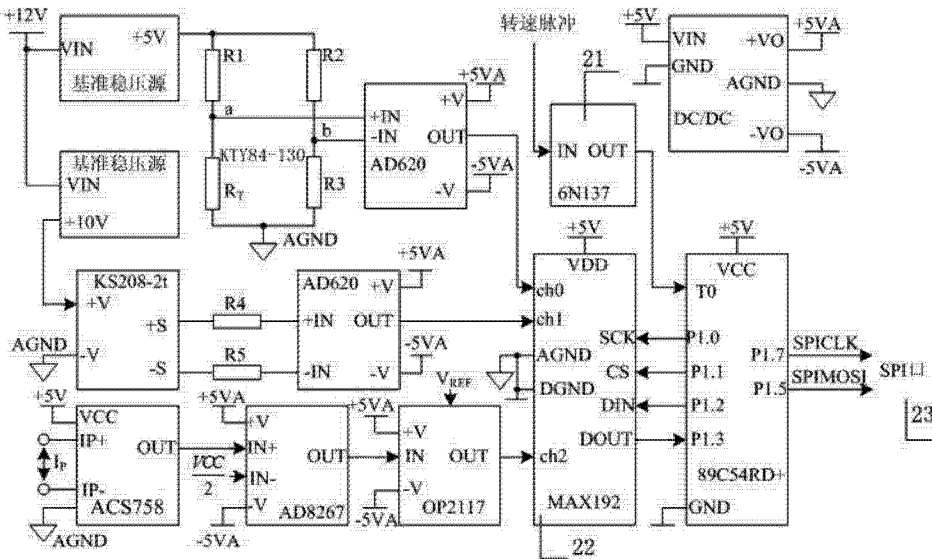 +12V
VIN
+5V
基准稳压源
R1
R2
a
b
KTY84-130
RT
R3
AGND
+5VA
+V
+IN
-IN
OUT
AD620
-5VA
-V
转速脉冲
21
IN OUT
6N137
+5V
VIN
GND
+VO
+5VA
AGND
DC/DC
-VO
-5VA
基准稳压源
VIN
+10V
KS208-2t
+V
AGND
-V
+S
-S
R4
R5
AD620
+V
+5VA
+IN
OUT
-5VA
-IN
-V
+5V
VDD
ch0
ch1
SCK
AGND
CS
DGND
DIN
DOUT
ch2
MAX192
22
+5V
VCC
T0
P1.0
P1.1
P1.2
P1.3
P1.7
P1.5
SPICLK
SPIMOSI
SPI口
23
89C54RD+
GND
+5V
VCC
IP+
IP
IP-
OUT
ACS758
AGND
+5VA
+V
IN+
VCC
2
IN-
-V
OUT
AD8267
-5VA
VREF
+5VA
+V
IN
OUT
-V
OP2117
-5VA